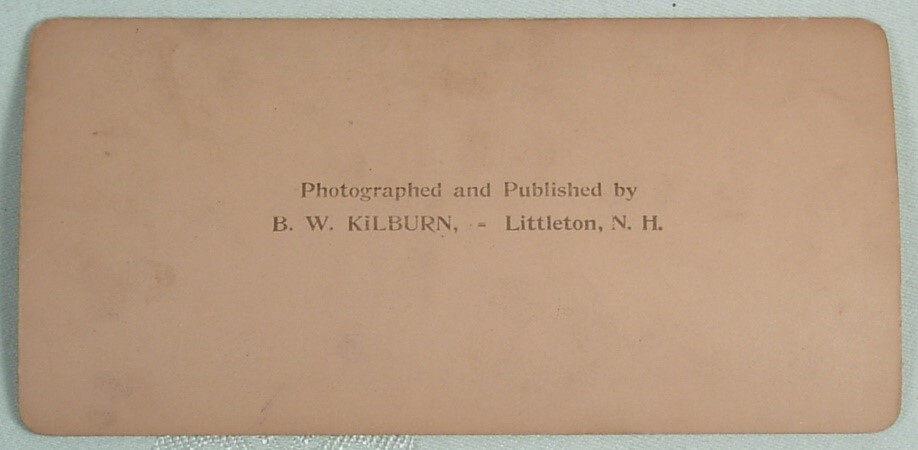 Photographed and Published by
B. W. KiLBURN, - Littleton, N. H.